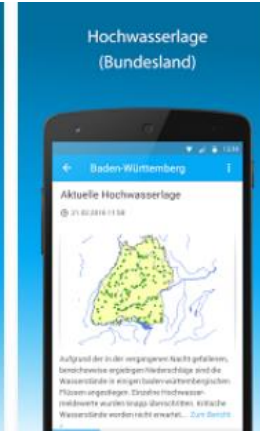 Hochwasserlage
(Bundesland)
Baden-Württemberg
Aktuelle Hochwasserlage
21.02.2016 11:58
Aufgrund der in der vergangenen Nacht gefallenen,
bereichsweise ergiebigen Niederschläge sind die
Wasserstände in einigen baden-württembergischen
Flüssen angestiegen. Einzelne Hochwasser-
meldewerte wurden knapp überschritten. Kritische
Wasserstände werden nicht erwartet... Zum Bericht